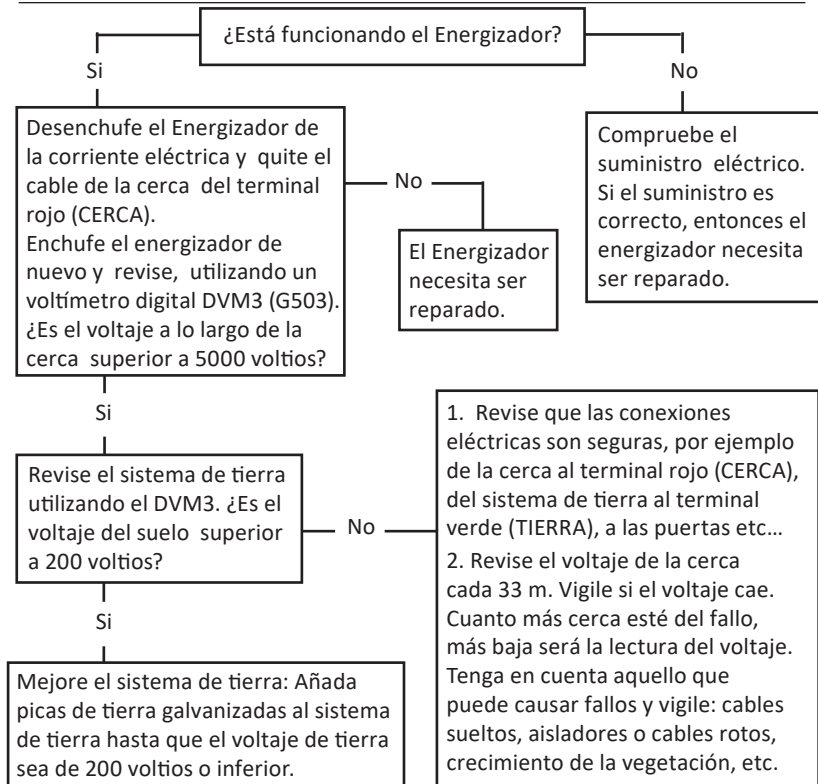 ¿Está funcionando el Energizador?
Si
No
Desenchufe el Energizador de
la corriente eléctrica y quite el
cable de la cerca del terminal
rojo (CERCA).
Enchufe el energizador de
nuevo y revise, utilizando un
voltímetro digital DVM3 (G503).
¿Es el voltaje a lo largo de la
cerca superior a 5000 voltios?
No
El Energizador
necesita ser
reparado.
Compruebe el
suministro eléctrico.
Si el suministro es
correcto, entonces el
energizador necesita
ser reparado.
Si
Revise el sistema de tierra
utilizando el DVM3. ¿Es el
voltaje del suelo superior
a 200 voltios?
No
1. Revise que las conexiones
eléctricas son seguras, por ejemplo
de la cerca al terminal rojo (CERCA),
del sistema de tierra al terminal
verde (TIERRA), a las puertas etc...
2. Revise el voltaje de la cerca
cada 33 m. Vigile si el voltaje cae.
Cuanto más cerca esté del fallo,
más baja será la lectura del voltaje.
Tenga en cuenta aquello que
puede causar fallos y vigile: cables
sueltos, aisladores o cables rotos,
crecimiento de la vegetación, etc.
Si
Mejore el sistema de tierra: Añada
picas de tierra galvanizadas al sistema
de tierra hasta que el voltaje de tierra
sea de 200 voltios o inferior.